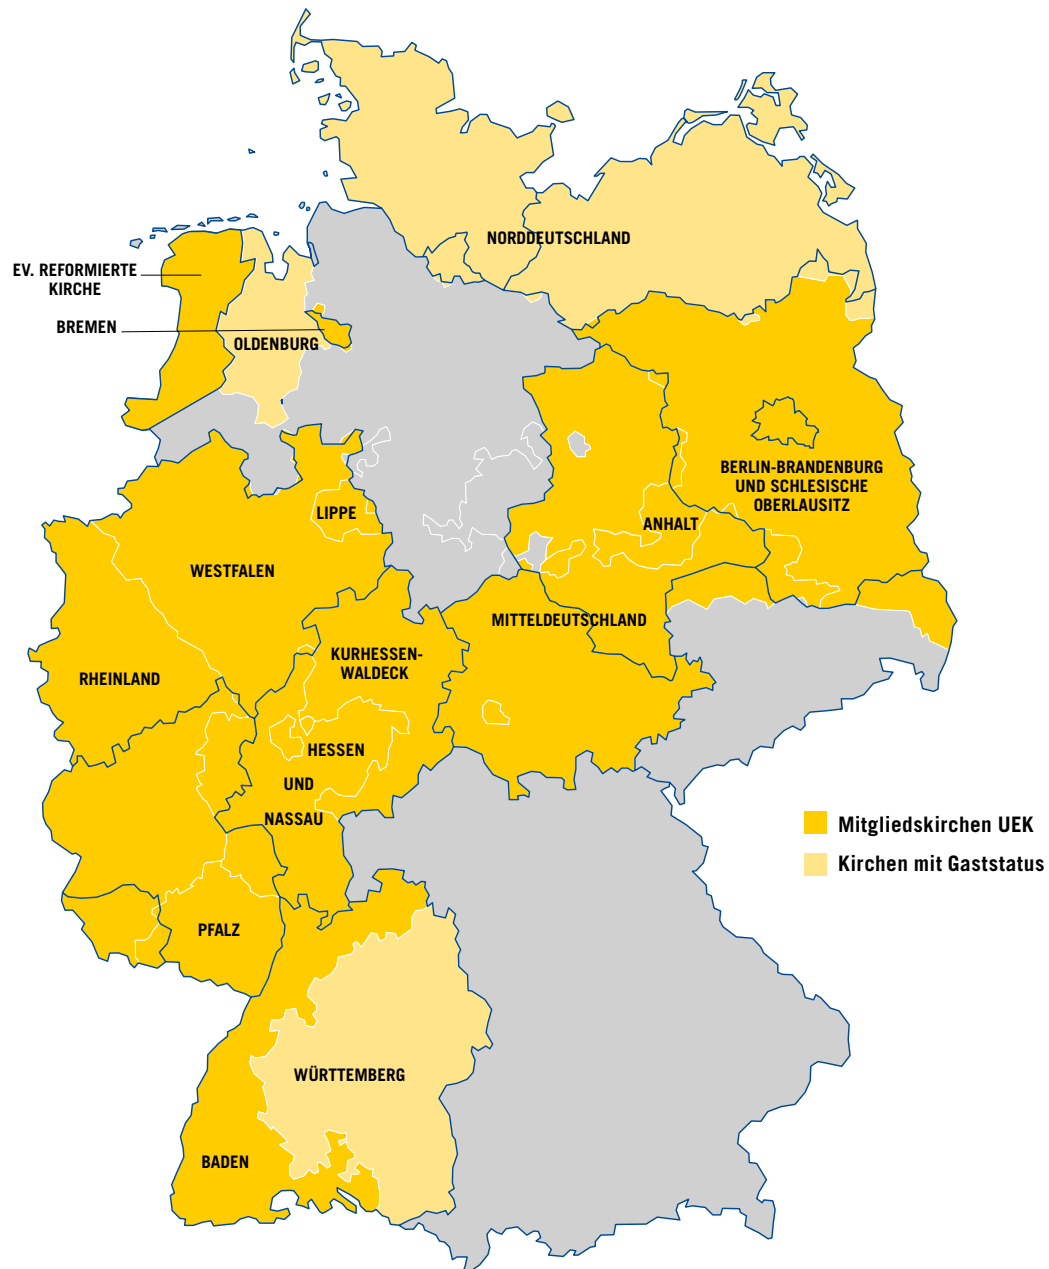 NORDDEUTSCHLAND
EV. REFORMIERTE
KIRCHE
BREMEN
OLDENBURG
BERLIN-BRANDENBURG
UND SCHLESISCHE
OBERLAUSITZ
LIPPE
ANHALT
WESTFALEN
MITTELDEUTSCHLAND
KURHESSEN-
WALDECK
RHEINLAND
HESSEN
UND
NASSAU
Mitgliedskirchen UEK
Kirchen mit Gaststatus
PFALZ
WÜRTTEMBERG
BADEN